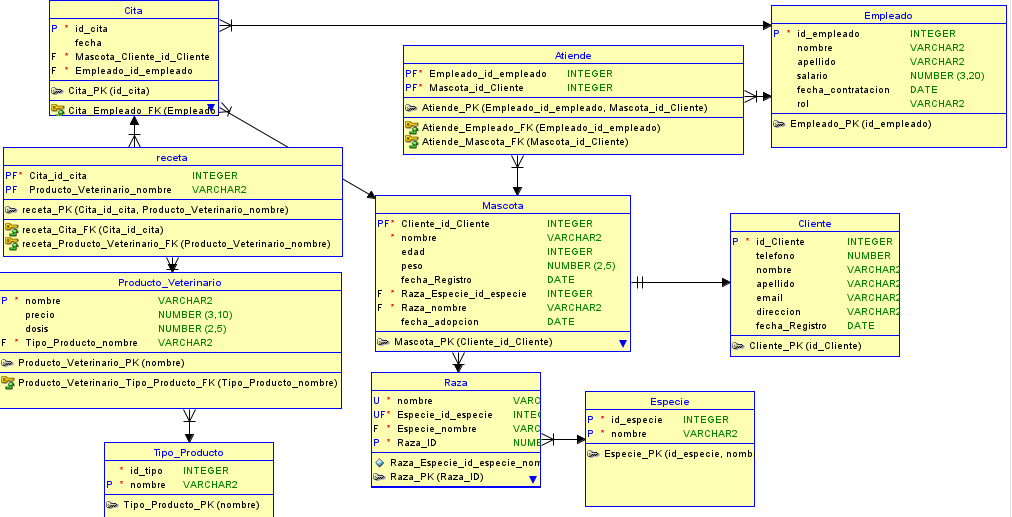 Cita
P * id_cita
fecha
F * Mascota_Cliente_id_Cliente
F * Empleado_id_empleado
Cita_PK (id_cita)
Cita_Empleado_FK (Emplead
Empleado
P * id_empleado INTEGER
nombre VARCHAR2
apellido VARCHAR2
salario NUMBER (3,20)
fecha_contratacion DATE
rol VARCHAR2
Empleado_PK (id_empleado)
Atiende
PF* Empleado_id_empleado INTEGER
PF* Mascota_id_Cliente INTEGER
Atiende_PK (Empleado_id_empleado, Mascota_id_Cliente)
Atiende_Empleado_FK (Empleado_id_empleado)
Atiende_Mascota_FK (Mascota_id_Cliente)
receta
PF* Cita_id_cita INTEGER
PF Producto_Veterinario_nombre VARCHAR2
receta_PK (Cita_id_cita, Producto_Veterinario_nombre)
receta_Cita_FK (Cita_id_cita)
receta_Producto_Veterinario_FK (Producto_Veterinario_nombre)
Mascota
PF* Cliente_id_Cliente INTEGER
* nombre VARCHAR2
edad INTEGER
peso NUMBER (2,5)
fecha_Registro DATE
F * Raza_Especie_id_especie INTEGER
F * Raza_nombre VARCHAR2
fecha_adopcion DATE
Mascota_PK (Cliente_id_Cliente)
Cliente
P * id_Cliente INTEGER
telefono NUMBER
nombre VARCHAR2
apellido VARCHAR2
email VARCHAR2
direccion VARCHAR2
fecha_Registro DATE
Cliente_PK (id_Cliente)
Producto_Veterinario
P * nombre VARCHAR2
precio NUMBER (3,10)
dosis NUMBER (2,5)
F * Tipo_Producto_nombre VARCHAR2
Producto_Veterinario_PK (nombre)
Producto_Veterinario_Tipo_Producto_FK (Tipo_Producto_nombre)
Raza
U * nombre VARC
UF* Especie_id_especie INTE
F * Especie_nombre VARC
P * Raza_ID NUM
Raza_Especie_id_especie_nom
Raza_PK (Raza_ID)
Especie
P * id_especie INTEGER
P * nombre VARCHAR2
Especie_PK (id_especie, nomb
Tipo_Producto
* id_tipo INTEGER
P * nombre VARCHAR2
Tipo_Producto_PK (nombre)